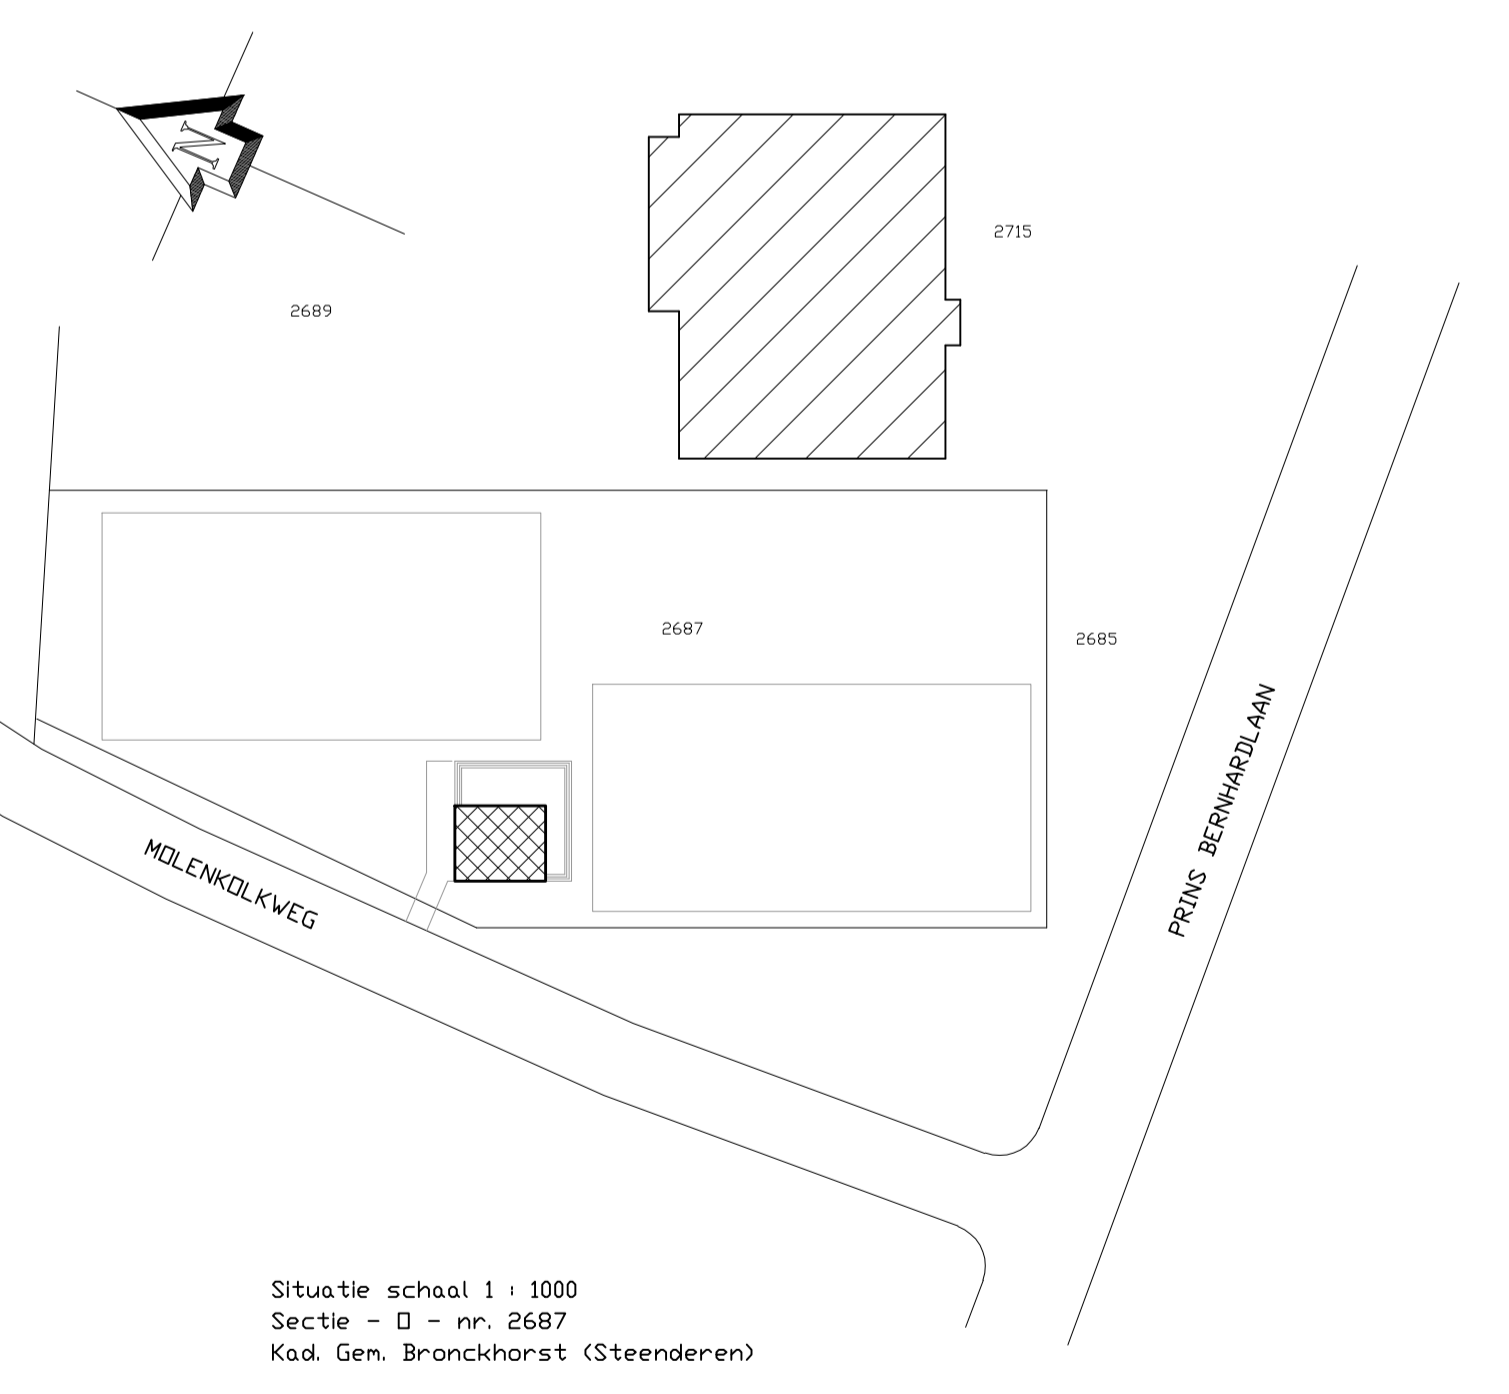 N
2715
2689
2687
2685
PRINS BERNHARDLAAN
MOLENKOLKWEG
Situatie schaal 1 : 1000
Sectie - O - nr. 2687
Kad. Gem. Bronckhorst (Steenderen)